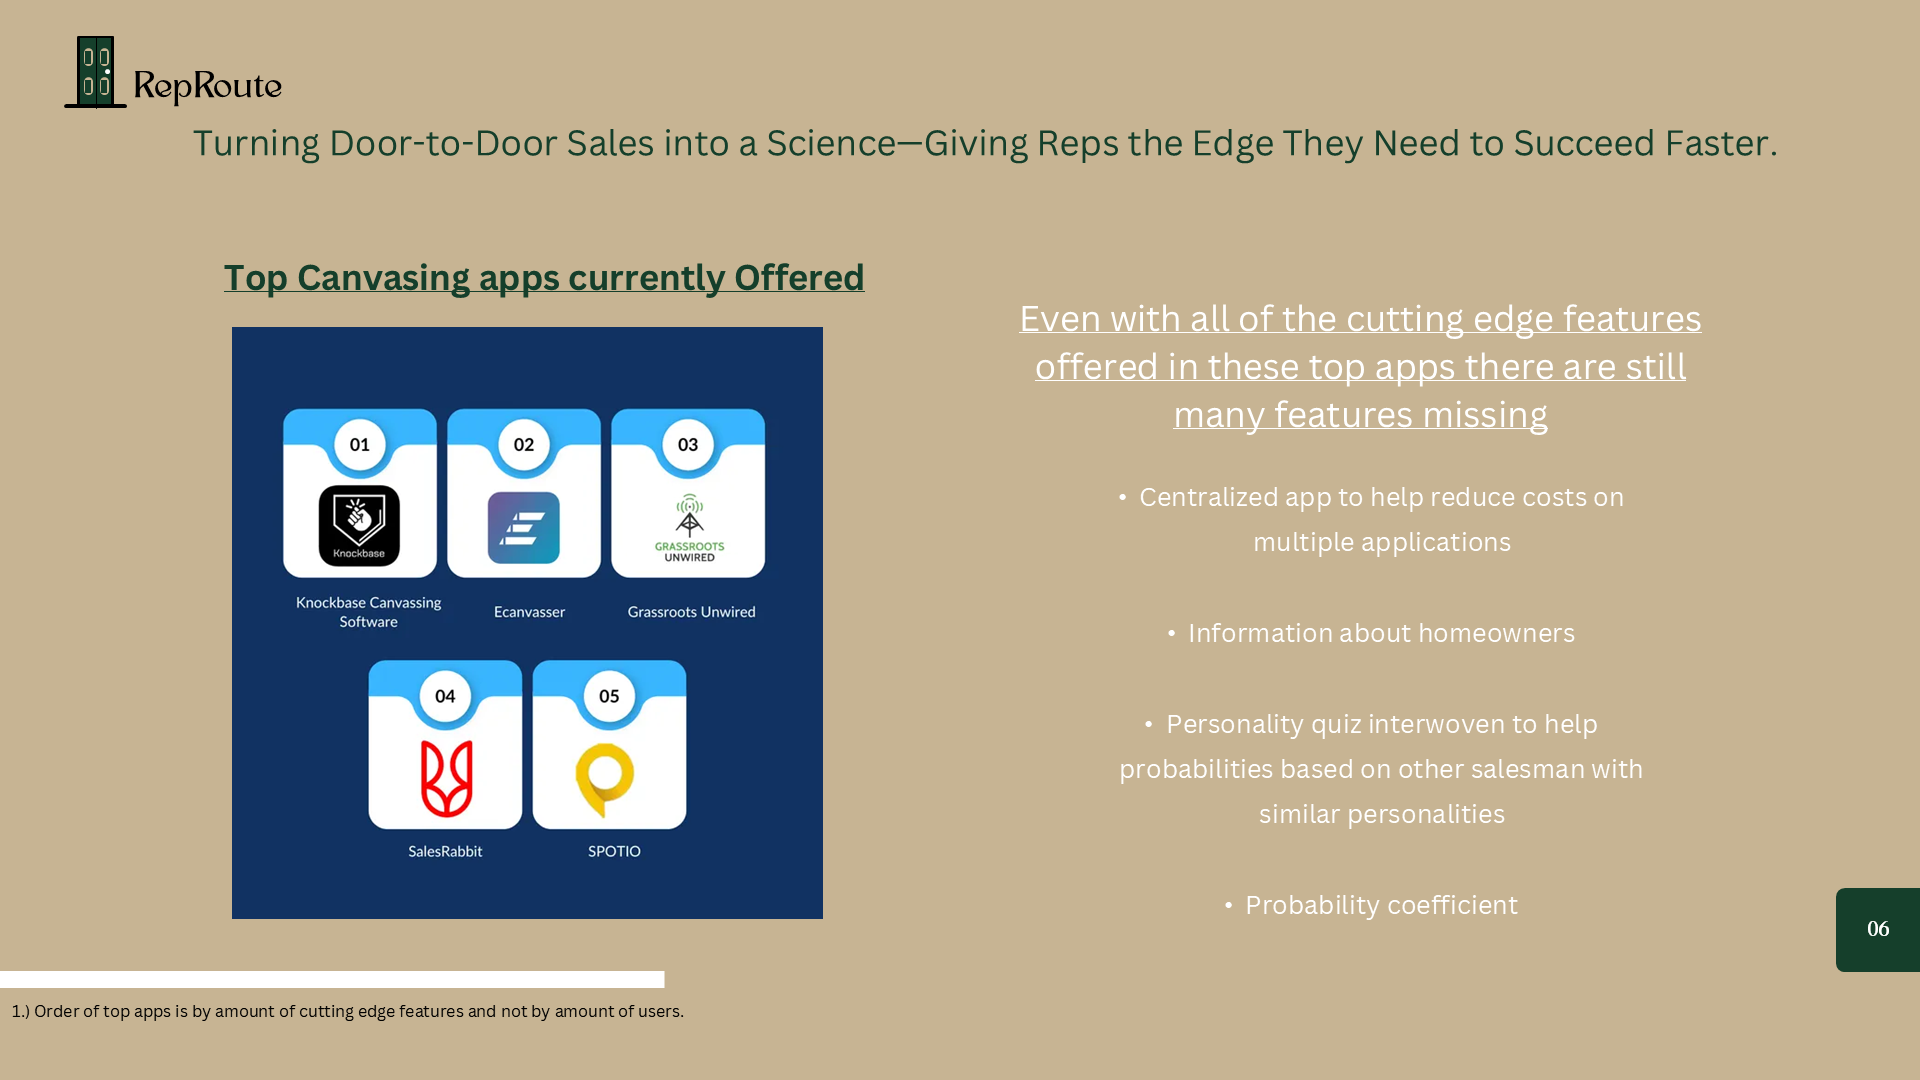 RepRoute
Turning Door-to-Door Sales into a Science—Giving Reps the Edge They Need to Succeed Faster.
Top Canvasing apps currently Offered
01
02
03
Knockbase
GRASSROOTS
UNWIRED
Knockbase Canvassing
Software
Ecanvasser
Grassroots Unwired
04
05
SalesRabbit
SPOTIO
Even with all of the cutting edge features
offered in these top apps there are still
many features missing
• Centralized app to help reduce costs on
multiple applications
• Information about homeowners
• Personality quiz interwoven to help
probabilities based on other salesman with
similar personalities
• Probability coefficient
06
1.) Order of top apps is by amount of cutting edge features and not by amount of users.